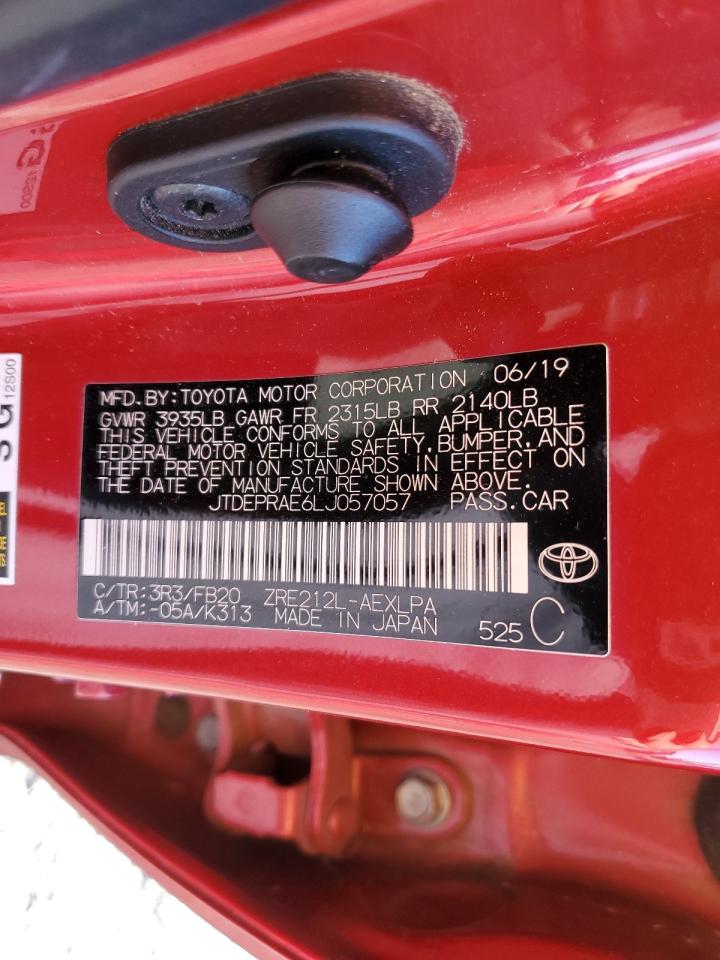 MFD.BY:TOYOTA MOTOR CORPORATION 06/19
GVWR 3935LB GAWR FR 2315LB RR 2140LB
THIS VEHICLE CONFORMS TO ALL APPLICABLE
FEDERAL MOTOR VEHICLE SAFETY,BUMPER,AND
THEFT PREVENTION STANDARDS IN EFFECT ON
THE DATE OF MANUFACTURE SHOWN ABOVE.
JTDEPRAE6LJ057057 PASS.CAR
C/TR:3R3/FB20 ZRE212L-AEXLPA
A/TM:-05A/K313 MADE IN JAPAN 525 C
SG
12S00